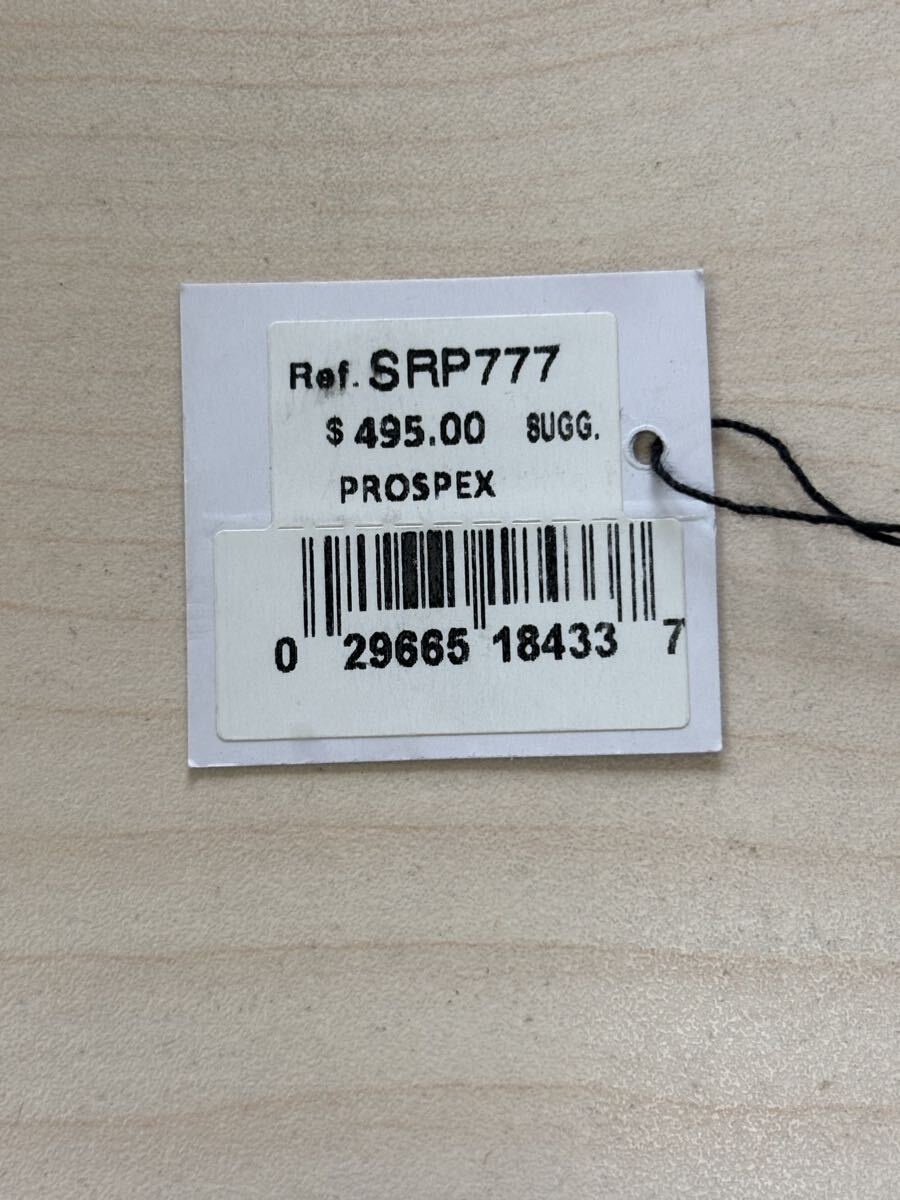 Ref. SRP777
$ 495.00 SUGG.
PROSPEX
0 29665 18433 7